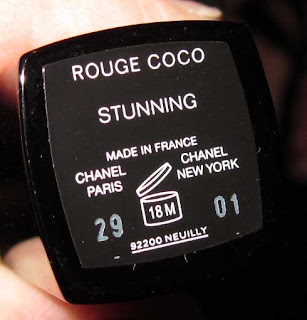 ROUGE COCO
STUNNING
MADE IN FRANCE
CHANEL CHANEL
PARIS NEW YORK
29 18M 01
92200 NEUILLY